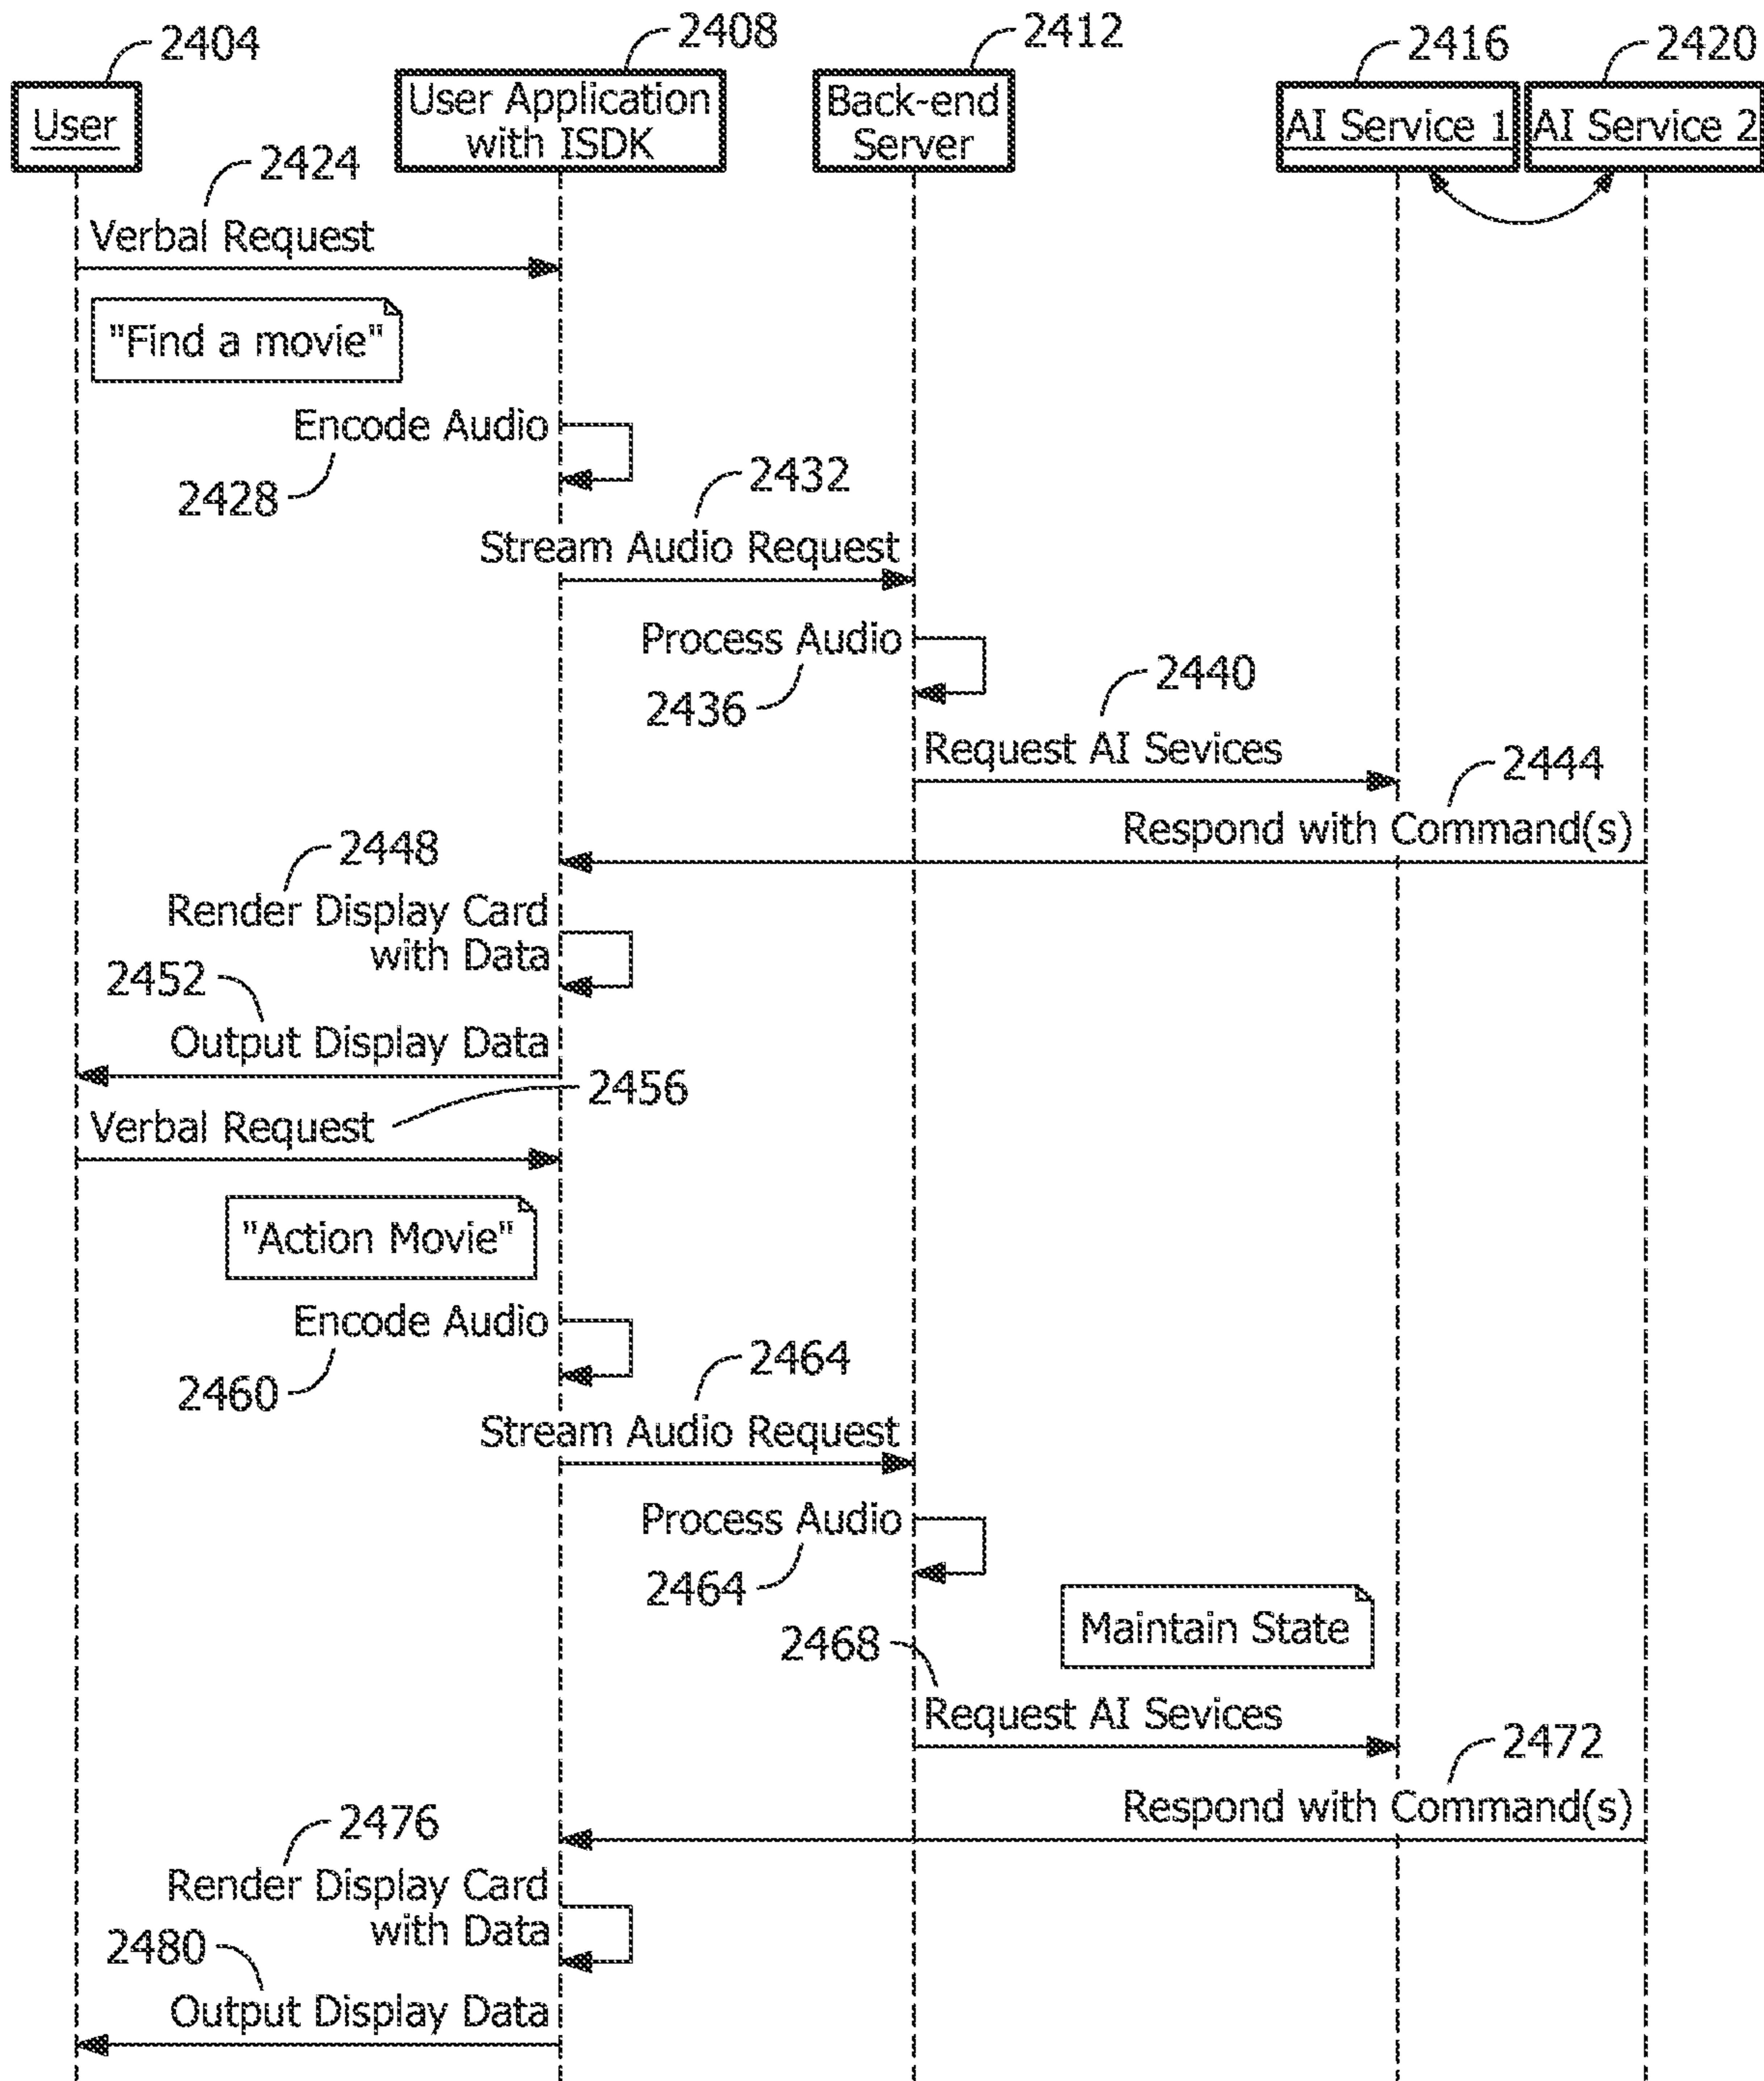 2404
2408
2412
2416
2420
User
User Application
with ISDK
Back-end
Server
AI Service 1
AI Service 2
2424
Verbal Request
"Find a movie"
Encode Audio
2428
2432
Stream Audio Request
Process Audio
2436
2440
Request AI Sevices
2444
Respond with Command(s)
2448
Render Display Card
with Data
2452
Output Display Data
2456
Verbal Request
"Action Movie"
Encode Audio
2460
2464
Stream Audio Request
Process Audio
2464
Maintain State
2468
Request AI Sevices
2472
Respond with Command(s)
2476
Render Display Card
with Data
2480
Output Display Data